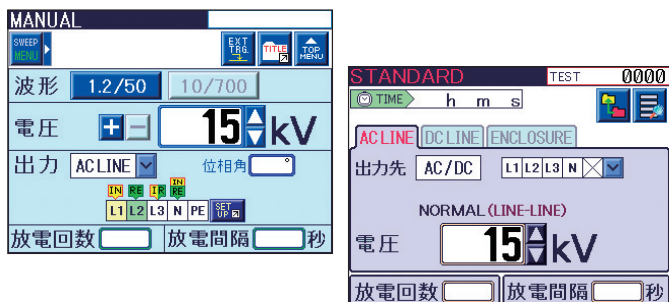 MANUAL
SWEEP MENU EXT TRG. TITLE TOP MENU
波形 1.2/50 10/700
電圧 + − 15 kV
出力 AC LINE 位相角 °
IN RE IR IN RE
L1 L2 L3 N PE SET UP
放電回数 放電間隔 秒
STANDARD TEST 0000
TIME h m s
AC LINE DC LINE ENCLOSURE
出力先 AC/DC L1 L2 L3 N
NORMAL (LINE-LINE)
電圧 15 kV
放電回数 放電間隔 秒